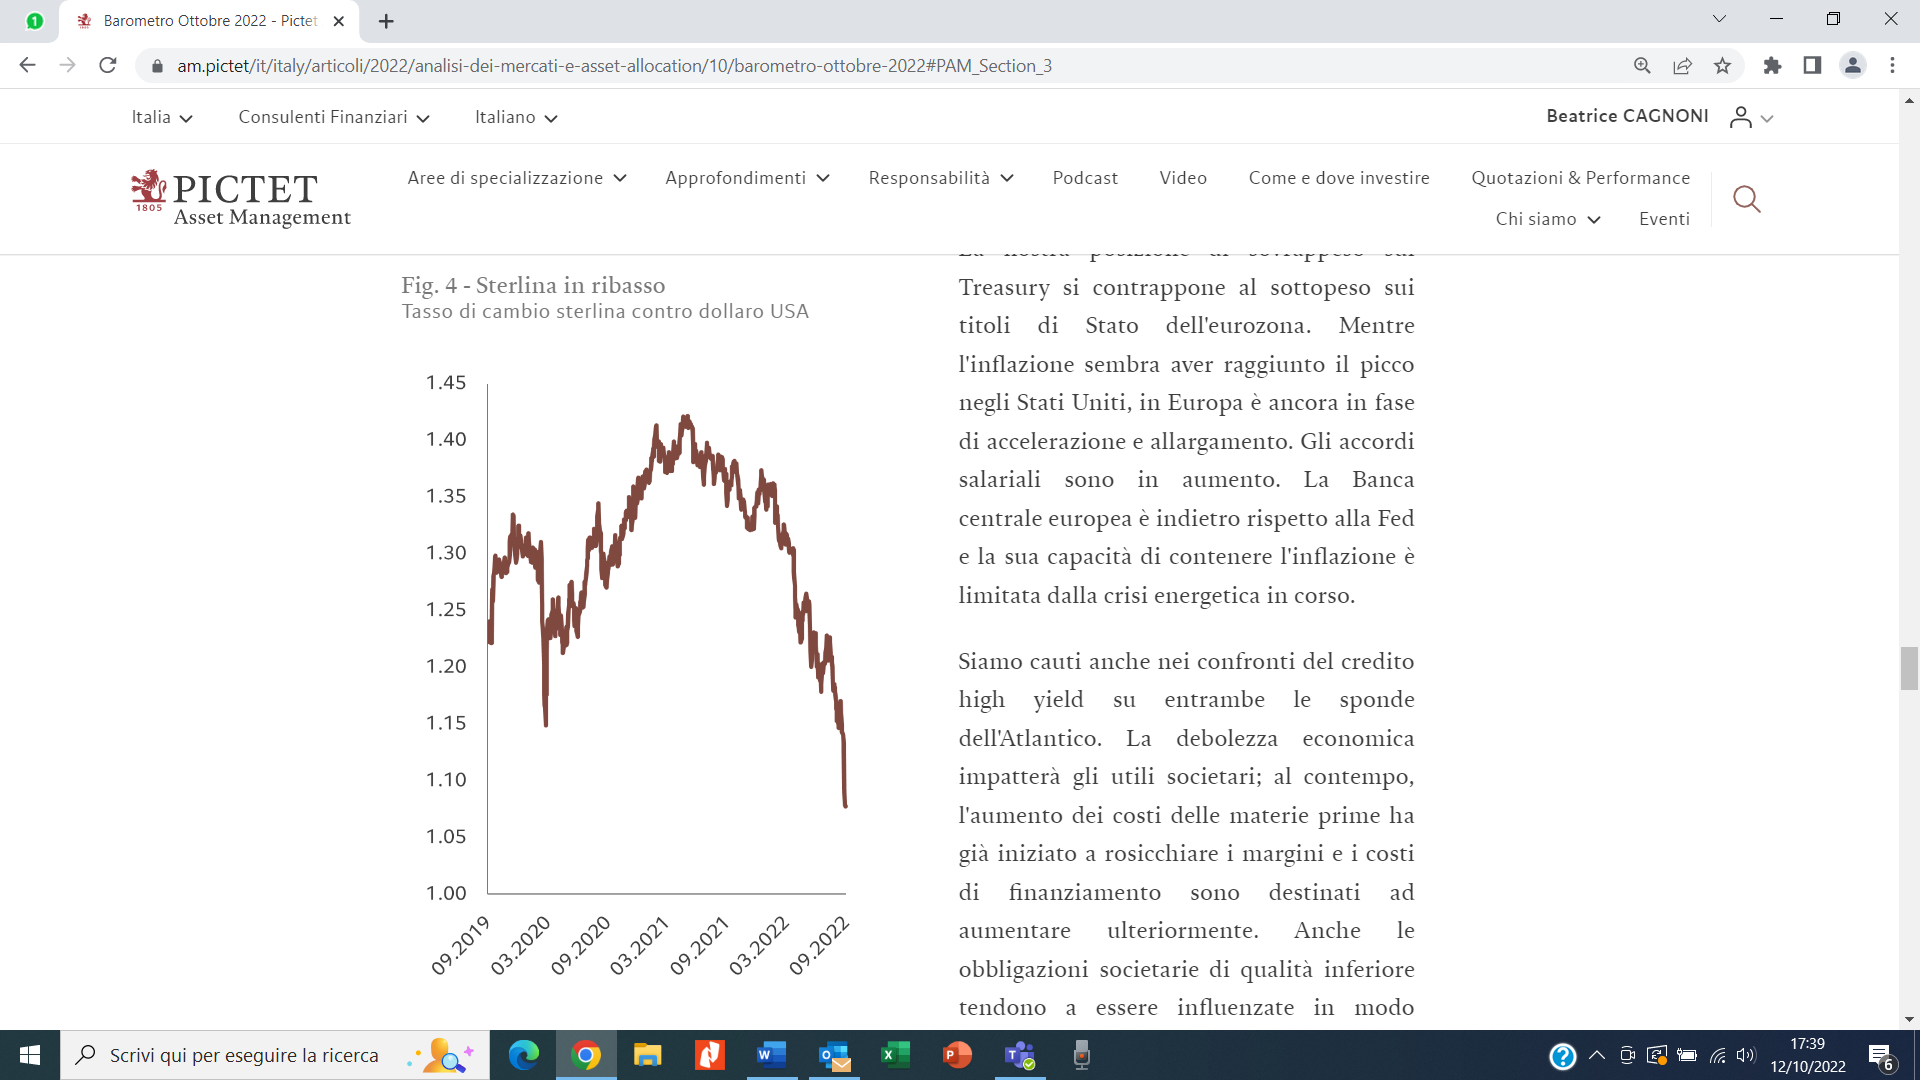 1
Barometro Ottobre 2022 - Pictet
am.pictet/it/italy/articoli/2022/analisi-dei-mercati-e-asset-allocation/10/barometro-ottobre-2022#PAM_Section_3
Italia
Consulenti Finanziari
Italiano
Beatrice CAGNONI
PICTET
1805
Asset Management
Aree di specializzazione
Approfondimenti
Responsabilità
Podcast
Video
Come e dove investire
Quotazioni & Performance
Chi siamo
Eventi
Fig. 4 - Sterlina in ribasso
Tasso di cambio sterlina contro dollaro USA
1.45
1.40
1.35
1.30
1.25
1.20
1.15
1.10
1.05
1.00
09.2019
03.2020
09.2020
03.2021
09.2021
03.2022
09.2022
La nostra posizione di sovrappeso sui
Treasury si contrappone al sottopeso sui
titoli di Stato dell'eurozona. Mentre
l'inflazione sembra aver raggiunto il picco
negli Stati Uniti, in Europa è ancora in fase
di accelerazione e allargamento. Gli accordi
salariali sono in aumento. La Banca
centrale europea è indietro rispetto alla Fed
e la sua capacità di contenere l'inflazione è
limitata dalla crisi energetica in corso.
Siamo cauti anche nei confronti del credito
high yield su entrambe le sponde
dell'Atlantico. La debolezza economica
impatterà gli utili societari; al contempo,
l'aumento dei costi delle materie prime ha
già iniziato a rosicchiare i margini e i costi
di finanziamento sono destinati ad
aumentare ulteriormente. Anche le
obbligazioni societarie di qualità inferiore
tendono a essere influenzate in modo
Scrivi qui per eseguire la ricerca
17:39
12/10/2022
6